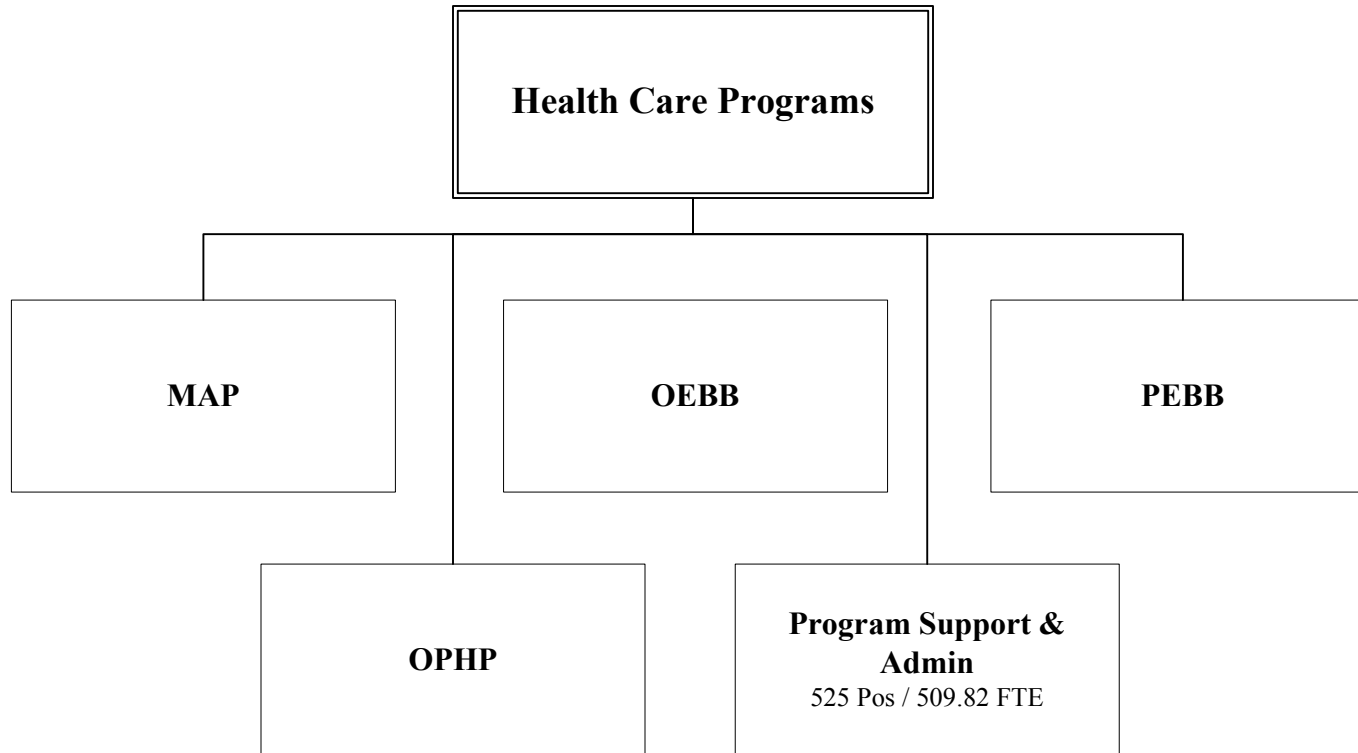 Health Care Programs
MAP
OEBB
PEBB
OPHP
Program Support &
Admin
525 Pos / 509.82 FTE